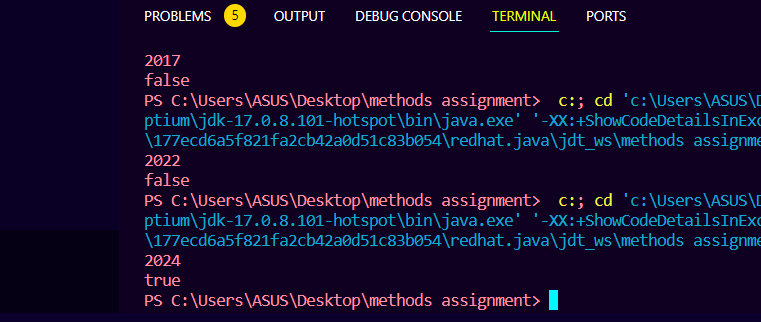 PROBLEMS 5 OUTPUT DEBUG CONSOLE TERMINAL PORTS
2017
false
PS C:\Users\ASUS\Desktop\methods assignment>  c:; cd 'c:\Users\ASUS\D
ptium\jdk-17.0.8.101-hotspot\bin\java.exe' '-XX:+ShowCodeDetailsInExc
\177ecd6a5f821fa2cb42a0d51c83b054\redhat.java\jdt_ws\methods assignme
2022
false
PS C:\Users\ASUS\Desktop\methods assignment>  c:; cd 'c:\Users\ASUS\D
ptium\jdk-17.0.8.101-hotspot\bin\java.exe' '-XX:+ShowCodeDetailsInExc
\177ecd6a5f821fa2cb42a0d51c83b054\redhat.java\jdt_ws\methods assignme
2024
true
PS C:\Users\ASUS\Desktop\methods assignment>